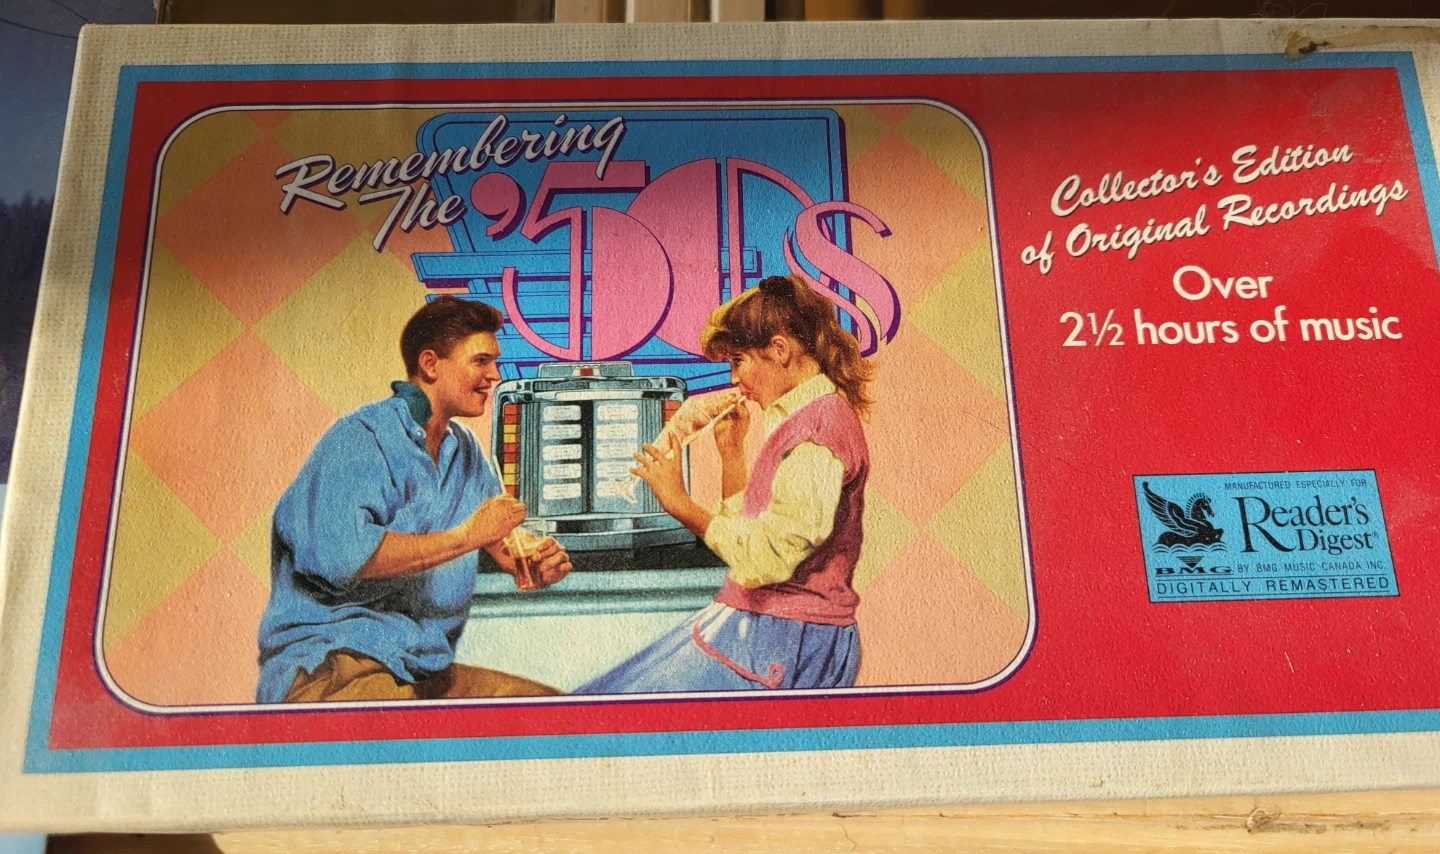 Remembering
The '50s
Collector's Edition
of Original Recordings
Over
2½ hours of music
MANUFACTURED ESPECIALLY FOR
Reader's
Digest®
BMG BY BMG MUSIC CANADA INC.
DIGITALLY REMASTERED